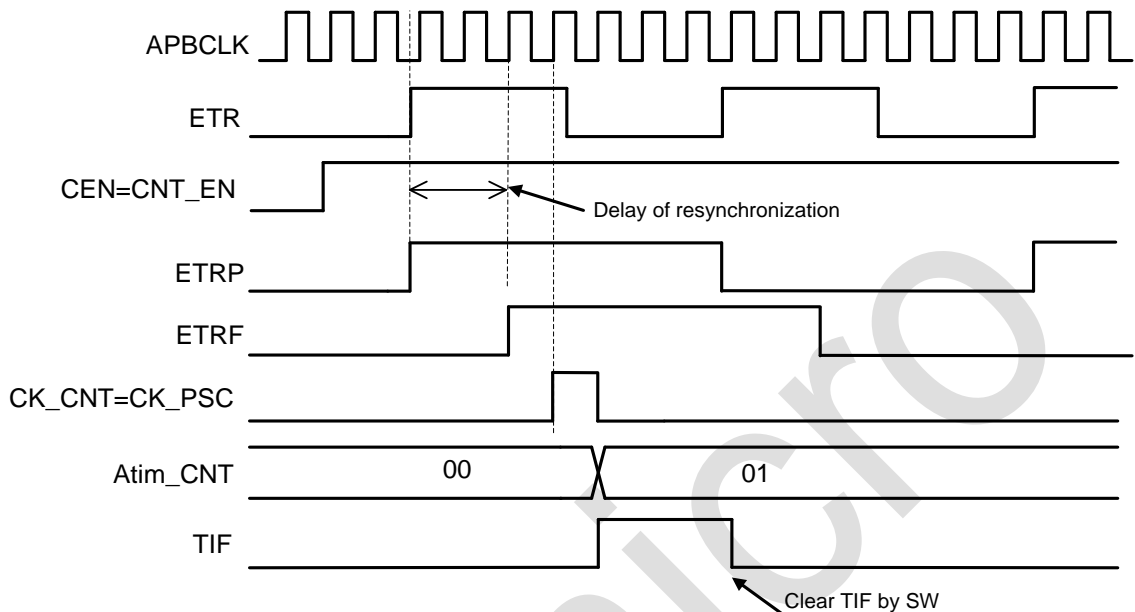 APBCLK
ETR
CEN=CNT_EN
Delay of resynchronization
ETRP
ETRF
CK_CNT=CK_PSC
Atim_CNT 00 01
TIF
Clear TIF by SW
micro